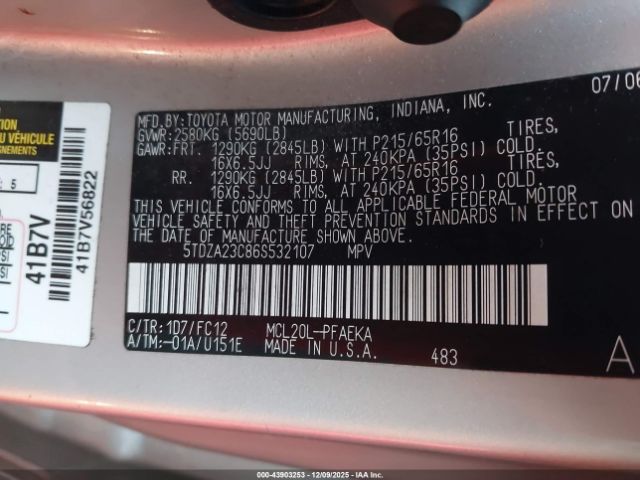 MFD.BY:TOYOTA MOTOR MANUFACTURING, INDIANA, INC. 07/06
GVWR:2580KG (5690LB)
GAWR:FRT. 1290KG (2845LB) WITH P215/65R16 TIRES,
16X6.5JJ RIMS, AT 240KPA (35PSI) COLD.
RR. 1290KG (2845LB) WITH P215/65R16 TIRES,
16X6.5JJ RIMS, AT 240KPA (35PSI) COLD.
THIS VEHICLE CONFORMS TO ALL APPLICABLE FEDERAL MOTOR
VEHICLE SAFETY AND THEFT PREVENTION STANDARDS IN EFFECT ON
THE DATE OF MANUFACTURE SHOWN ABOVE.
5TDZA23C86S532107 MPV
C/TR: 1D7/FC12 MCL20L-PFAEKA
A/TM:-01A/U151E MADE IN U.S.A. 483 A
du VÉHICULE
5
41B7V
41B7V56822
00-43903253 - 12/09/2025 - IAA Inc.